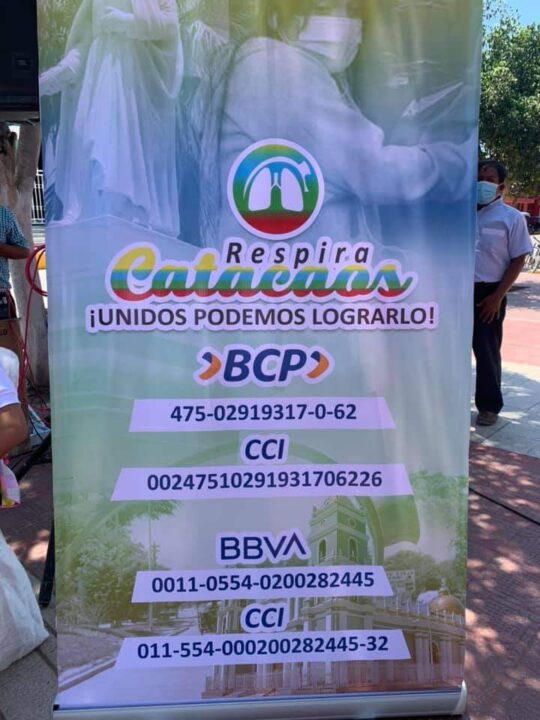 Respira
Catacaos
¡UNIDOS PODEMOS LOGRARLO!
BCP
475-02919317-0-62
CCI
00247510291931706226
BBVA
0011-0554-0200282445
CCI
011-554-000200282445-32